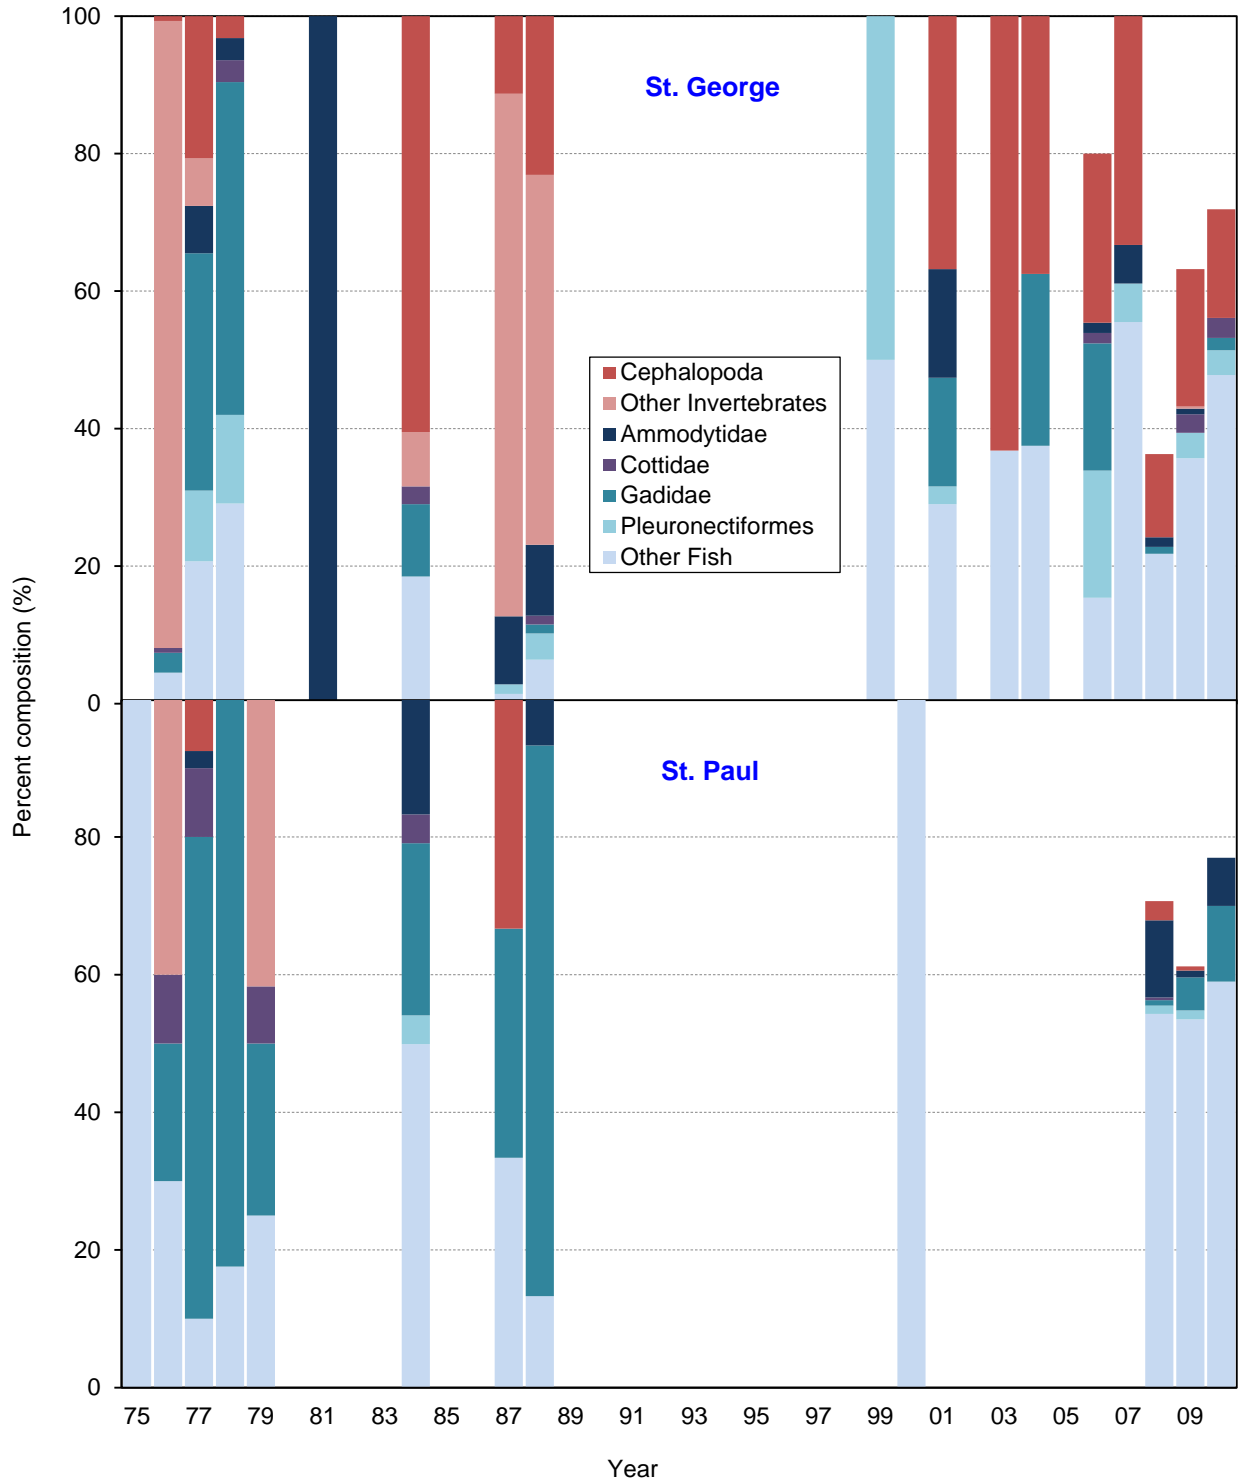 100
St. George
80
60
Cephalopoda
Other Invertebrates
40
Ammodytidae
Cottidae
Gadidae
Pleuronectiformes
Other Fish
20
0
Percent composition (%)
St. Paul
80
60
40
20
0
75 77 79 81 83 85 87 89 91 93 95 97 99 01 03 05 07 09
Year